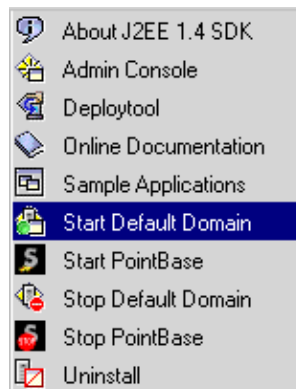 About J2EE 1.4 SDK
Admin Console
Deploytool
Online Documentation
Sample Applications
Start Default Domain
Start PointBase
Stop Default Domain
Stop PointBase
Uninstall